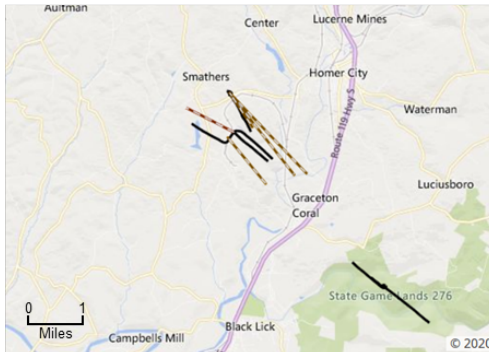 Aultman
Center
Lucerne Mines
Smathers
Homer City
Waterman
Route 119 Hwy S
Luciusboro
Graceton
Coral
State Game Lands 276
0 1
Miles
Black Lick
Campbells Mill
© 2020